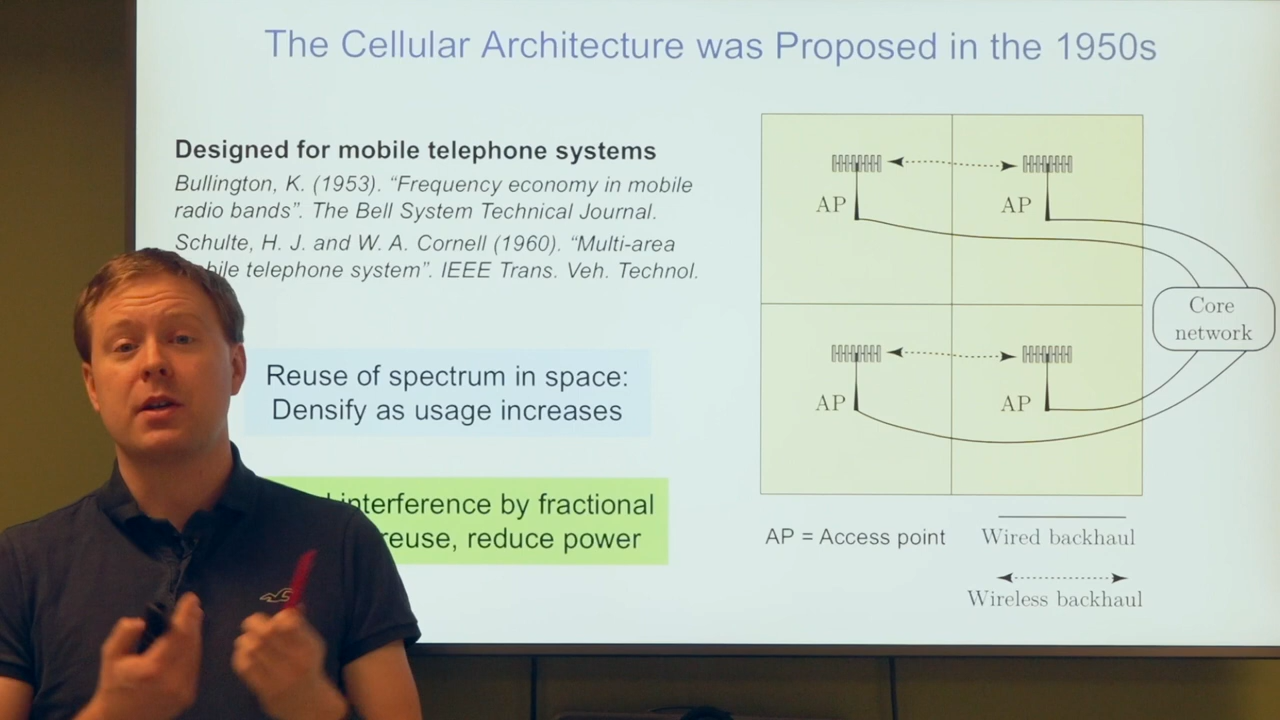 The Cellular Architecture was Proposed in the 1950s
Designed for mobile telephone systems
Bullington, K. (1953). “Frequency economy in mobile
radio bands”. The Bell System Technical Journal.
Schulte, H. J. and W. A. Cornell (1960). “Multi-area
telephone system”. IEEE Trans. Veh. Technol.
Reuse of spectrum in space:
Densify as usage increases
interference by fractional
reuse, reduce power
AP
AP
Core
network
AP
AP
AP = Access point
Wired backhaul
Wireless backhaul